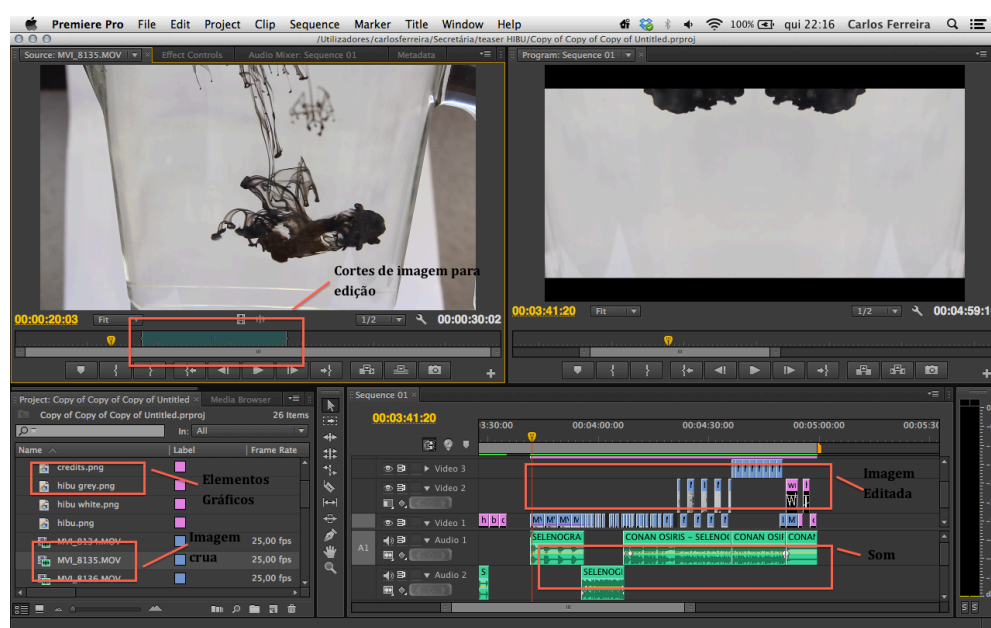 Premiere Pro File Edit Project Clip Sequence Marker Title Window Help 100% qui 22:16 Carlos Ferreira
/Utilizadores/carlosferreira/Secretária/teaser HIBU/Copy of Copy of Copy of Untitled.prproj
Source: MVI_8135.MOV Effect Controls Audio Mixer: Sequence 01 Metadata
Program: Sequence 01
Cortes de imagem para
edição
00:00:20:03 Fit 1/2 00:00:30:02
00:03:41:20 Fit 1/2 00:04:59:1
Project: Copy of Copy of Copy of Untitled Media Browser
Copy of Copy of Copy of Untitled.prproj 26 Items
In: All
Name Label Frame Rate
credits.png
hibu grey.png
hibu white.png
hibu.png
MVI_8134.MOV 25,00 fps
MVI_8135.MOV 25,00 fps
MVI_8136.MOV 25,00 fps
Elementos
Gráficos
Imagem
crua
Sequence 01
00:03:41:20
3:30:00 00:04:00:00 00:04:30:00 00:05:00:00 00:05:30
Video 3
Video 2
Video 1
A1 Audio 1
Audio 2
Imagem
Editada
h b c
SELENOGRA CONAN OSIRIS – SELENO CONAN OSI CONA
SELENOG
Som
0
S S